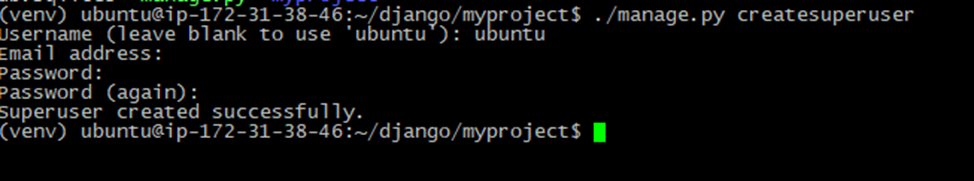 (venv) ubuntu@ip-172-31-38-46:~/django/myproject$ ./manage.py createsuperuser
Username (leave blank to use 'ubuntu'): ubuntu
Email address:
Password:
Password (again):
Superuser created successfully.
(venv) ubuntu@ip-172-31-38-46:~/django/myproject$